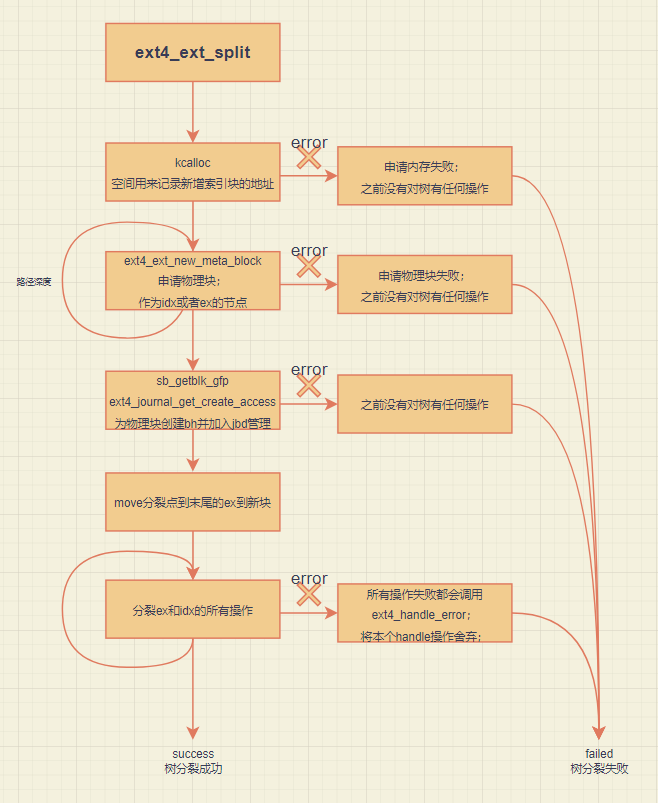 ext4_ext_split
error
kcalloc
空间用来记录新增索引块的地址
申请内存失败;
之前没有对树有任何操作
error
路径深度
ext4_ext_new_meta_block
申请物理块;
作为idx或者ex的节点
申请物理块失败;
之前没有对树有任何操作
error
sb_getblk_gfp
ext4_journal_get_create_access
为物理块创建bh并加入jbd管理
之前没有对树有任何操作
move分裂点到末尾的ex到新块
error
分裂ex和idx的所有操作
所有操作失败都会调用
ext4_handle_error;
将本个handle操作舍弃;
success
树分裂成功
failed
树分裂失败